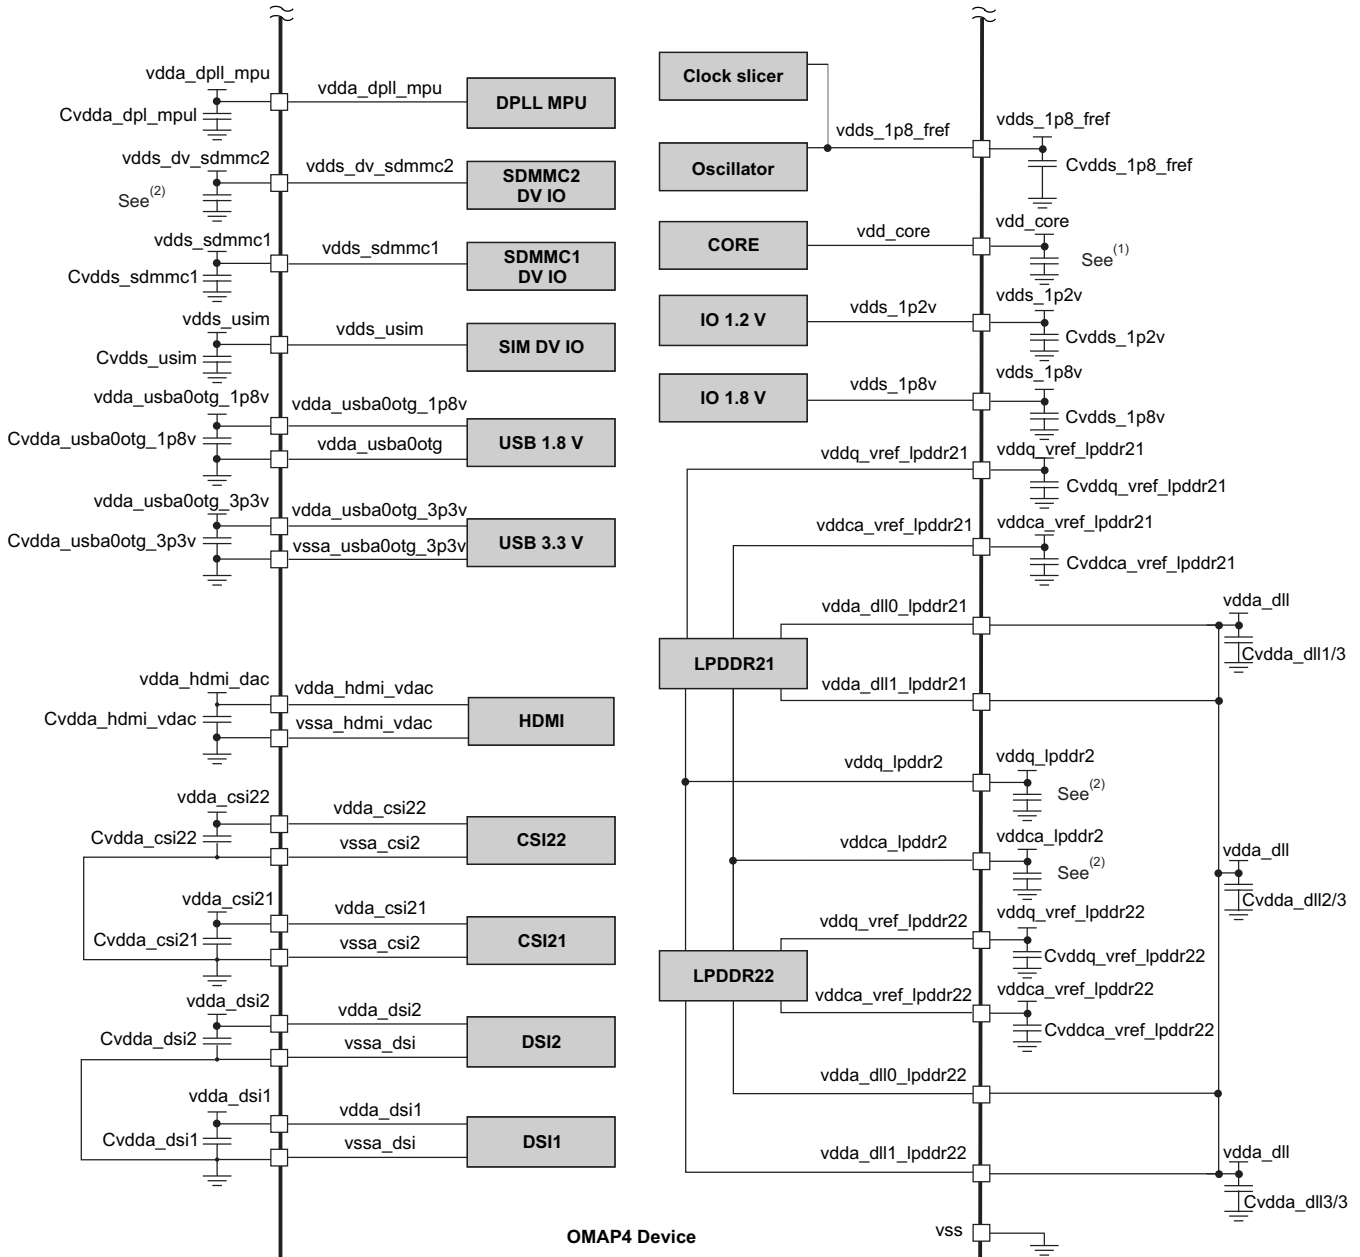 vdda_dpll_mpu
vdda_dpll_mpu
DPLL MPU
Cvdda_dpl_mpul
vdds_dv_sdmmc2
vdds_dv_sdmmc2
SDMMC2
DV IO
See(2)
vdds_sdmmc1
vdds_sdmmc1
SDMMC1
DV IO
Cvdds_sdmmc1
vdds_usim
vdds_usim
SIM DV IO
Cvdds_usim
vdda_usba0otg_1p8v
vdda_usba0otg_1p8v
Cvdda_usba0otg_1p8v
vdda_usba0otg
USB 1.8 V
vdda_usba0otg_3p3v
vdda_usba0otg_3p3v
Cvdda_usba0otg_3p3v
vssa_usba0otg_3p3v
USB 3.3 V
vdda_hdmi_dac
vdda_hdmi_vdac
Cvdda_hdmi_vdac
vssa_hdmi_vdac
HDMI
vdda_csi22
vdda_csi22
Cvdda_csi22
vssa_csi2
CSI22
vdda_csi21
vdda_csi21
Cvdda_csi21
vssa_csi2
CSI21
vdda_dsi2
vdda_dsi2
Cvdda_dsi2
vssa_dsi
DSI2
vdda_dsi1
vdda_dsi1
Cvdda_dsi1
vssa_dsi
DSI1
Clock slicer
vdds_1p8_fref
vdds_1p8_fref
Oscillator
Cvdds_1p8_fref
CORE
vdd_core
vdd_core
See(1)
IO 1.2 V
vdds_1p2v
vdds_1p2v
Cvdds_1p2v
IO 1.8 V
vdds_1p8v
vdds_1p8v
Cvdds_1p8v
vddq_vref_lpddr21
vddq_vref_lpddr21
Cvddq_vref_lpddr21
vddca_vref_lpddr21
vddca_vref_lpddr21
Cvddca_vref_lpddr21
vdda_dll0_lpddr21
vdda_dll
Cvdda_dll1/3
LPDDR21
vdda_dll1_lpddr21
vddq_lpddr2
vddq_lpddr2
See(2)
vddca_lpddr2
vddca_lpddr2
See(2)
vdda_dll
Cvdda_dll2/3
vddq_vref_lpddr22
vddq_vref_lpddr22
Cvddq_vref_lpddr22
LPDDR22
vddca_vref_lpddr22
vddca_vref_lpddr22
Cvddca_vref_lpddr22
vdda_dll0_lpddr22
vdda_dll1_lpddr22
vdda_dll
Cvdda_dll3/3
vss
OMAP4 Device